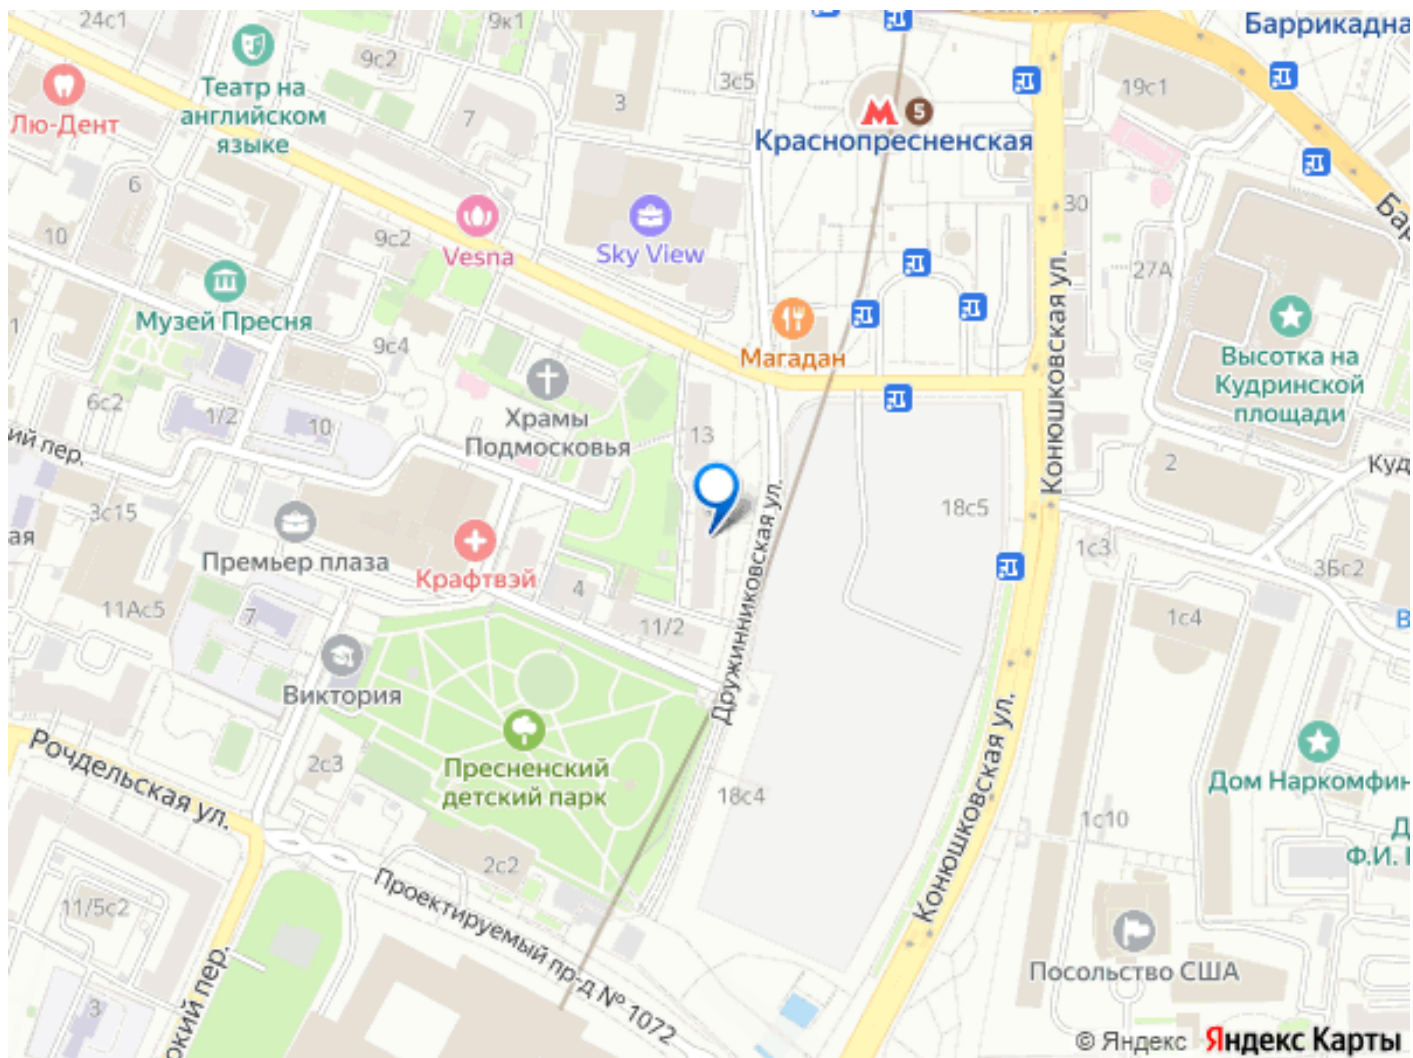 24с1
9к1
Баррикадна
9с2
3с5
19с1
Театр на
английском
языке
Лю-Дент
3
7
5
Краснопресненская
6
30
Бар
10
9с2
Vesna
Sky View
27А
Музей Пресня
9с4
Магадан
Высотка на
Кудринской
площади
Конюшковская ул.
6с2
1/2
10
Храмы
Подмосковья
13
ий пер.
2
Куд
3с15
18с5
ая
Премьер плаза
Крафтвэй
1с3
3Бс2
4
11Ас5
7
11/2
Дружинниковская ул.
1с4
В
Виктория
Рочдельская ул.
2с3
Пресненский
детский парк
18с4
Конюшковская ул.
Дом Наркомфин
1с10
Д
Ф.И.
2с2
11/5с2
Проектируемый пр-д № 1072
окий пер.
3
Посольство США
© Яндекс Яндекс Карты